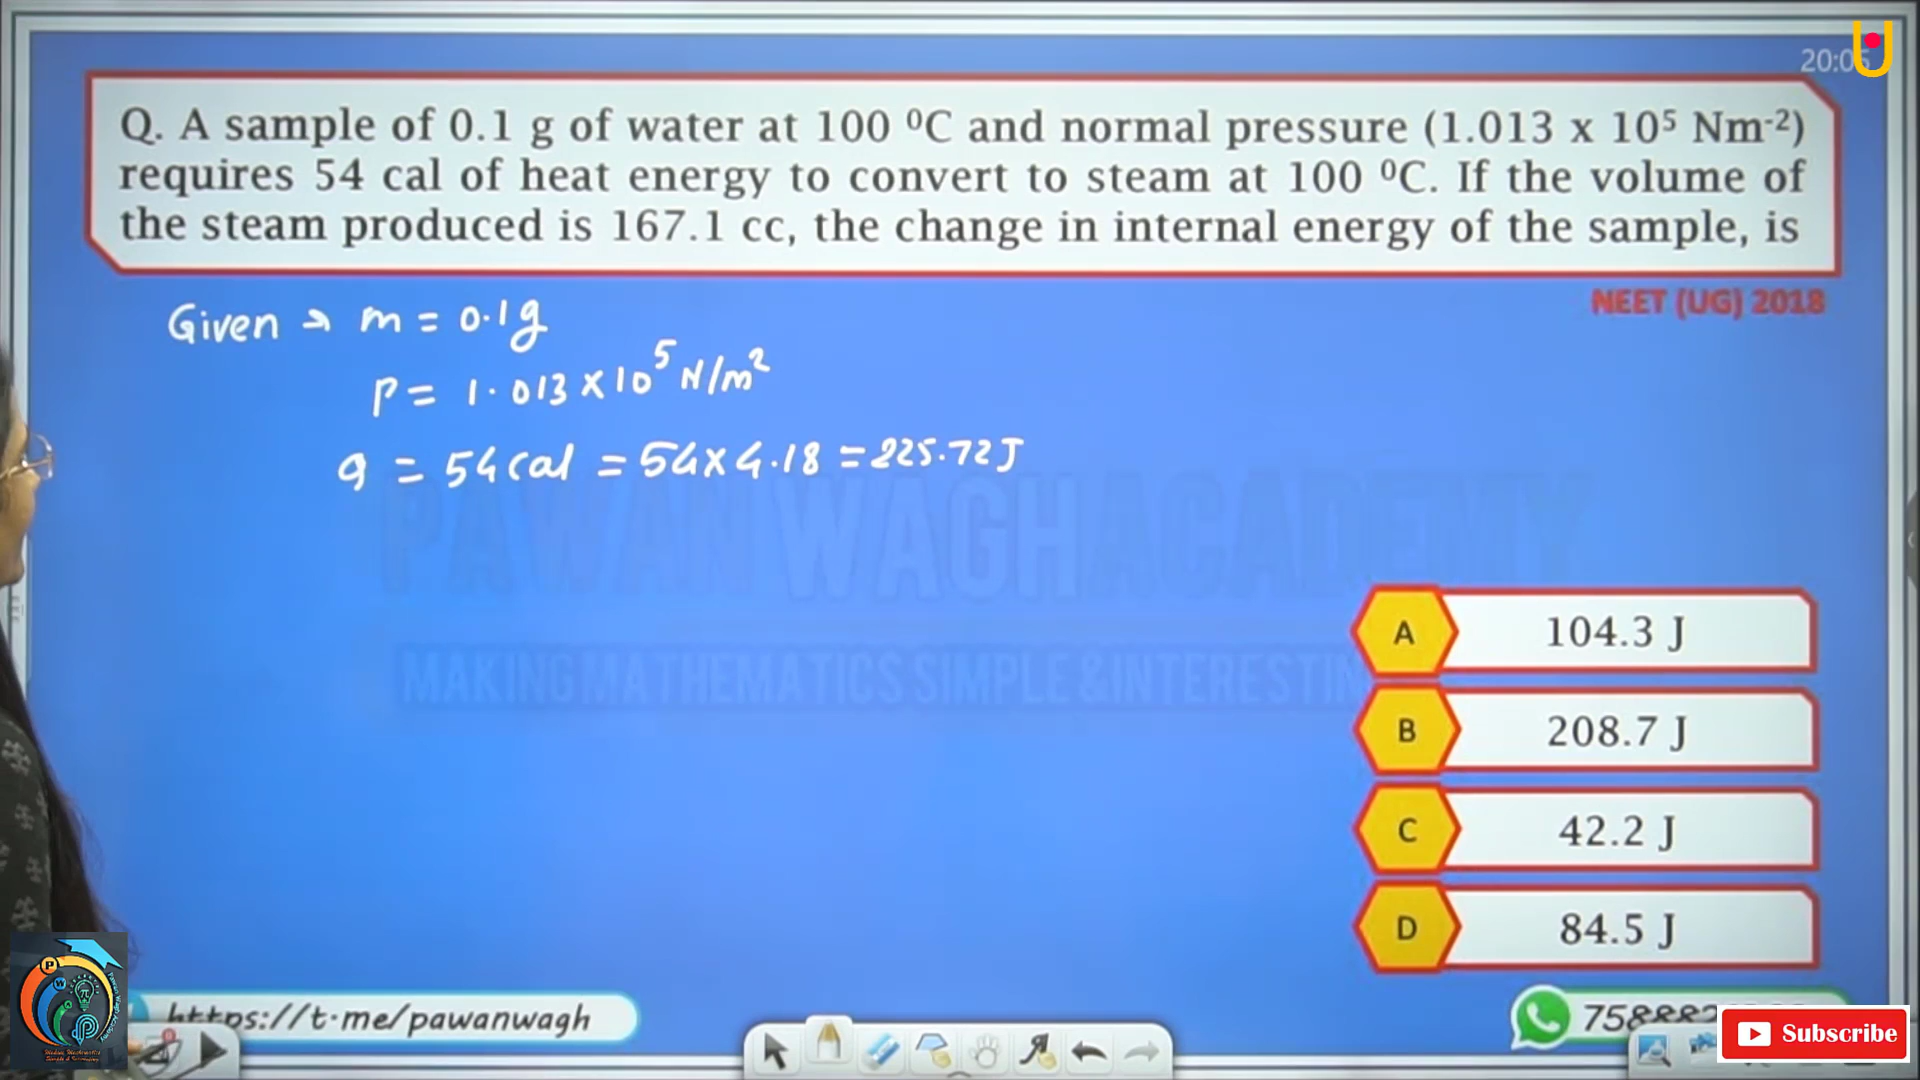 20:05
Q. A sample of 0.1 g of water at 100 ⁰C and normal pressure (1.013 x 10⁵ Nm⁻²)
requires 54 cal of heat energy to convert to steam at 100 ⁰C. If the volume of
the steam produced is 167.1 cc, the change in internal energy of the sample, is
NEET (UG) 2018
Given → m = 0.1g
P = 1.013 x 10⁵ N/m²
q = 54 Cal = 54 x 4.18 = 225.72 J
PAWAN WAGH ACADEMY
MAKING MATHEMATICS SIMPLE & INTERESTIN
A 104.3 J
B 208.7 J
C 42.2 J
D 84.5 J
https://t.me/pawanwagh
Subscribe